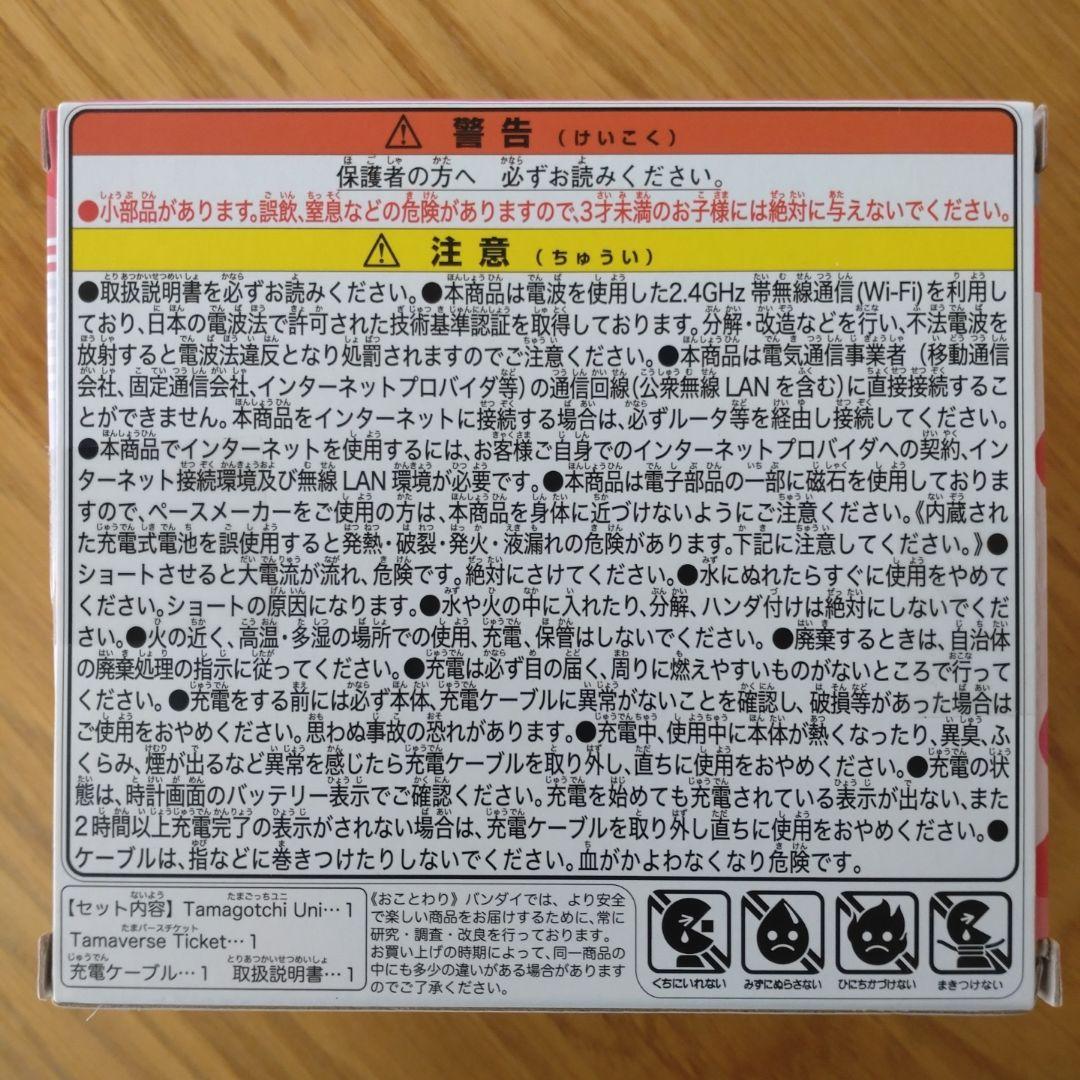 ⚠ 警告（けいこく）
保護者の方へ 必ずお読みください。
●小部品があります。誤飲、窒息などの危険がありますので、3才未満のお子様には絶対に与えないでください。
⚠ 注意（ちゅうい）
●取扱説明書を必ずお読みください。●本商品は電波を使用した2.4GHz 帯無線通信(Wi-Fi)を利用し
ており、日本の電波法で許可された技術基準認証を取得しております。分解・改造などを行い、不法電波を
放射すると電波法違反となり処罰されますのでご注意ください。●本商品は電気通信事業者（移動通信
会社、固定通信会社、インターネットプロバイダ等)の通信回線(公衆無線 LAN を含む)に直接接続するこ
とができません。本商品をインターネットに接続する場合は、必ずルータ等を経由し接続してください。
●本商品でインターネットを使用するには、お客様ご自身でのインターネットプロバイダへの契約、イン
ターネット接続環境及び無線 LAN 環境が必要です。●本商品は電子部品の一部に磁石を使用しておりま
すので、ペースメーカーをご使用の方は、本商品を身体に近づけないようにご注意ください。《内蔵され
た充電式電池を誤使用すると発熱・破裂・発火・液漏れの危険があります。下記に注意してください。》●
ショートさせると大電流が流れ、危険です。絶対にさけてください。●水にぬれたらすぐに使用をやめて
ください。ショートの原因になります。●水や火の中に入れたり、分解、ハンダ付けは絶対にしないでくだ
さい。●火の近く、高温・多湿の場所での使用、充電、保管はしないでください。●廃棄するときは、自治体
の廃棄処理の指示に従ってください。●充電は必ず目の届く、周りに燃えやすいものがないところで行って
ください。●充電をする前には必ず本体、充電ケーブルに異常がないことを確認し、破損等があった場合は
ご使用をおやめください。思わぬ事故の恐れがあります。●充電中、使用中に本体が熱くなったり、異臭、ふ
くらみ、煙が出るなど異常を感じたら充電ケーブルを取り外し、直ちに使用をおやめください。●充電の状
態は、時計画面のバッテリー表示でご確認ください。充電を始めても充電されている表示が出ない、また
2時間以上充電完了の表示がされない場合は、充電ケーブルを取り外し直ちに使用をおやめください。●
ケーブルは、指などに巻きつけたりしないでください。血がかよわなくなり危険です。
【セット内容】Tamagotchi Uni…1
Tamaverse Ticket…1
充電ケーブル…1 取扱説明書…1
《おことわり》バンダイでは、より安全
で楽しい商品をお届けするために、常に
研究・調査・改良を行っております。
お買い上げの時期によって、同一商品の
中にも多少の違いがある場合があります
のでご了承ください。
くちにいれない みずにぬらさない ひにちかづけない まきつけない